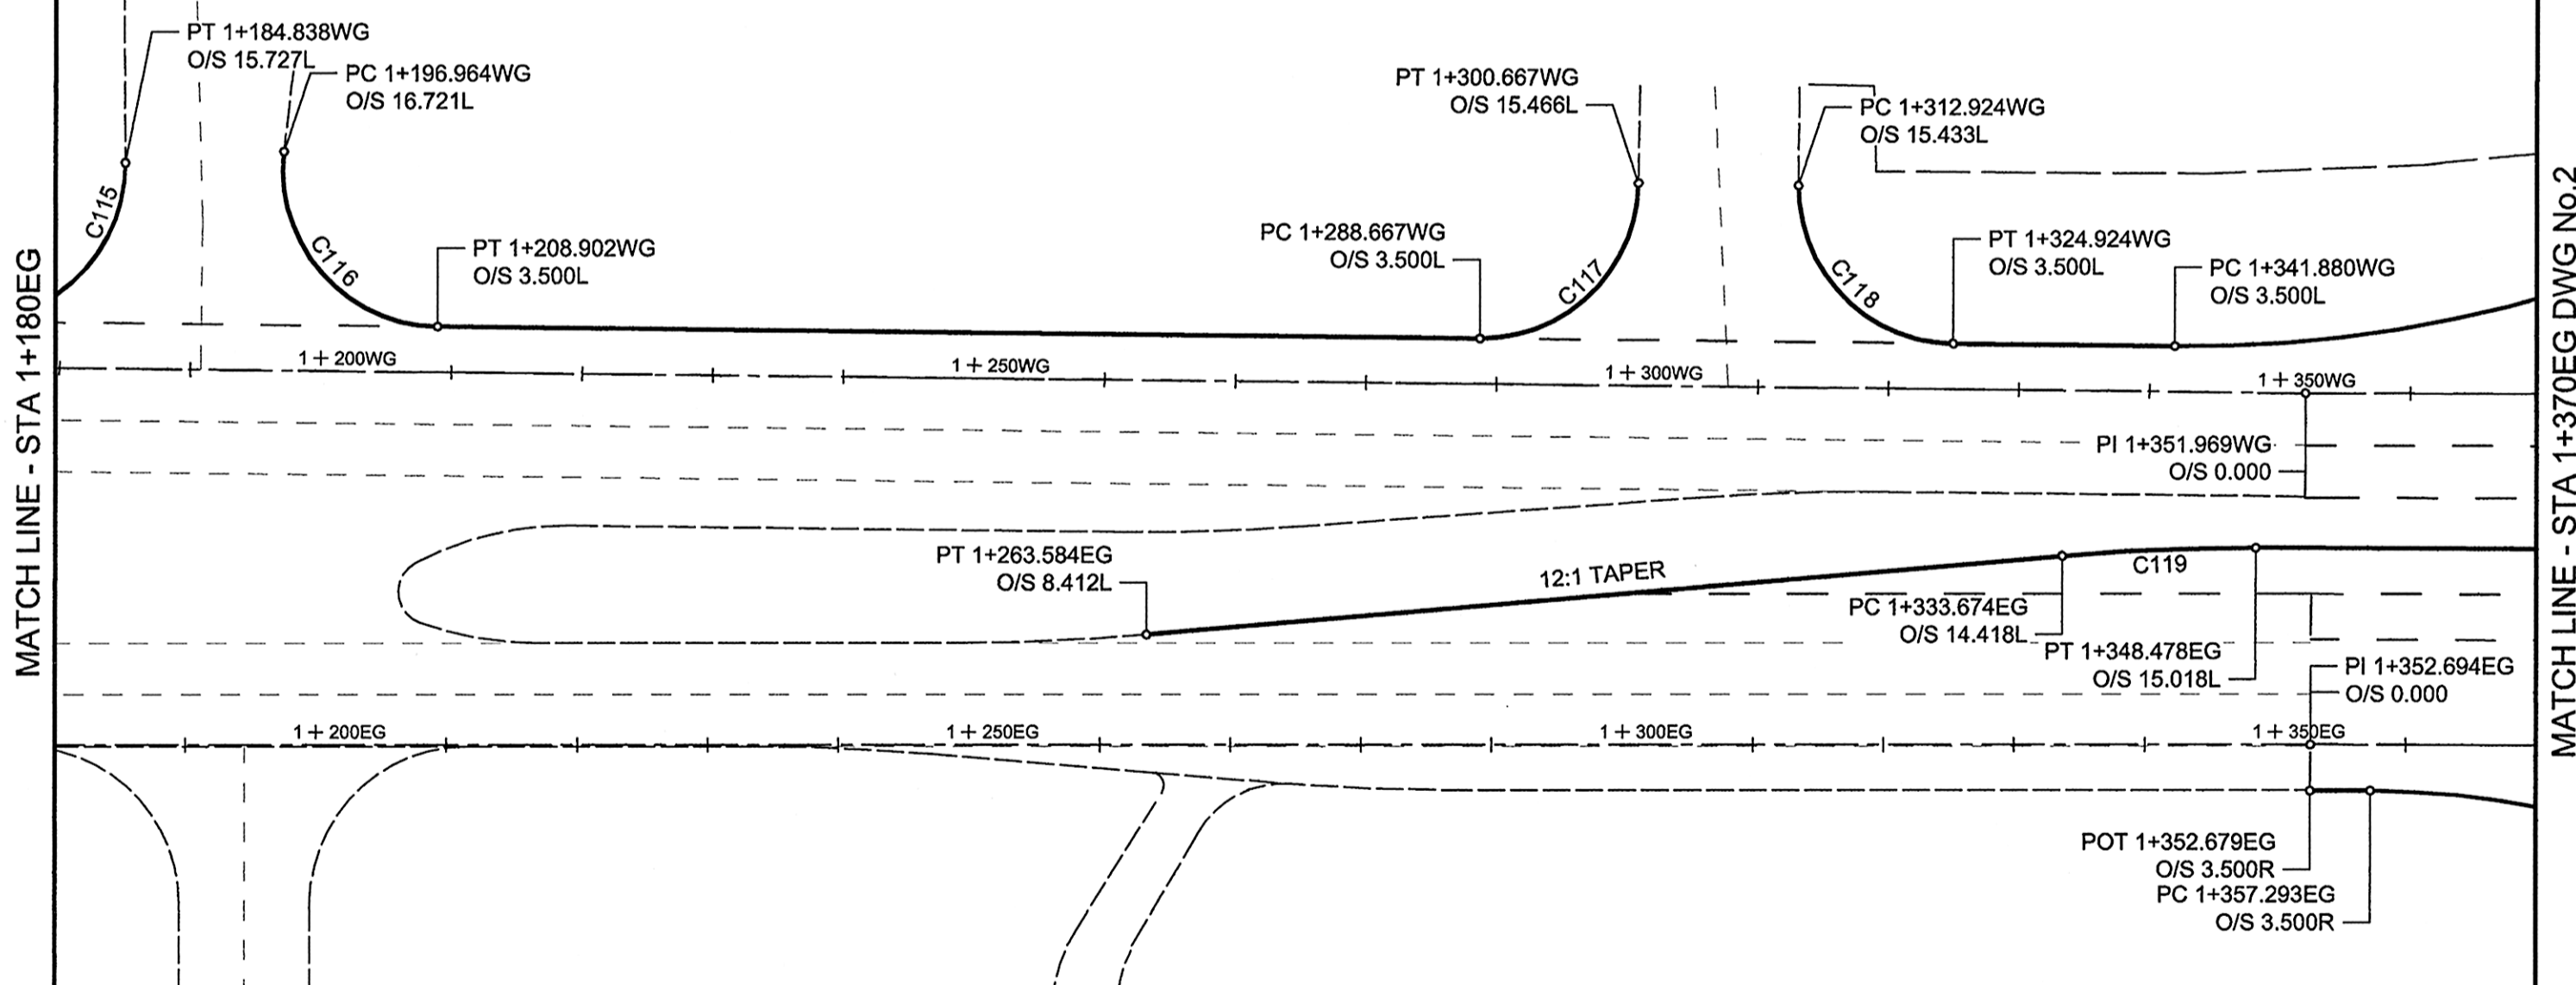 PT 1+184.838WG
O/S 15.727L
PC 1+196.964WG
O/S 16.721L
PT 1+300.667WG
O/S 15.466L
PC 1+312.924WG
O/S 15.433L
C115
C116
PT 1+208.902WG
O/S 3.500L
PC 1+288.667WG
O/S 3.500L
C117
C118
PT 1+324.924WG
O/S 3.500L
PC 1+341.880WG
O/S 3.500L
MATCH LINE - STA 1+180EG
MATCH LINE - STA 1+370EG DWG No.2
1 + 200WG
1 + 250WG
1 + 300WG
1 + 350WG
PI 1+351.969WG
O/S 0.000
PT 1+263.584EG
O/S 8.412L
12:1 TAPER
C119
PC 1+333.674EG
O/S 14.418L
PT 1+348.478EG
O/S 15.018L
PI 1+352.694EG
O/S 0.000
1 + 200EG
1 + 250EG
1 + 300EG
1 + 350EG
POT 1+352.679EG
O/S 3.500R
PC 1+357.293EG
O/S 3.500R